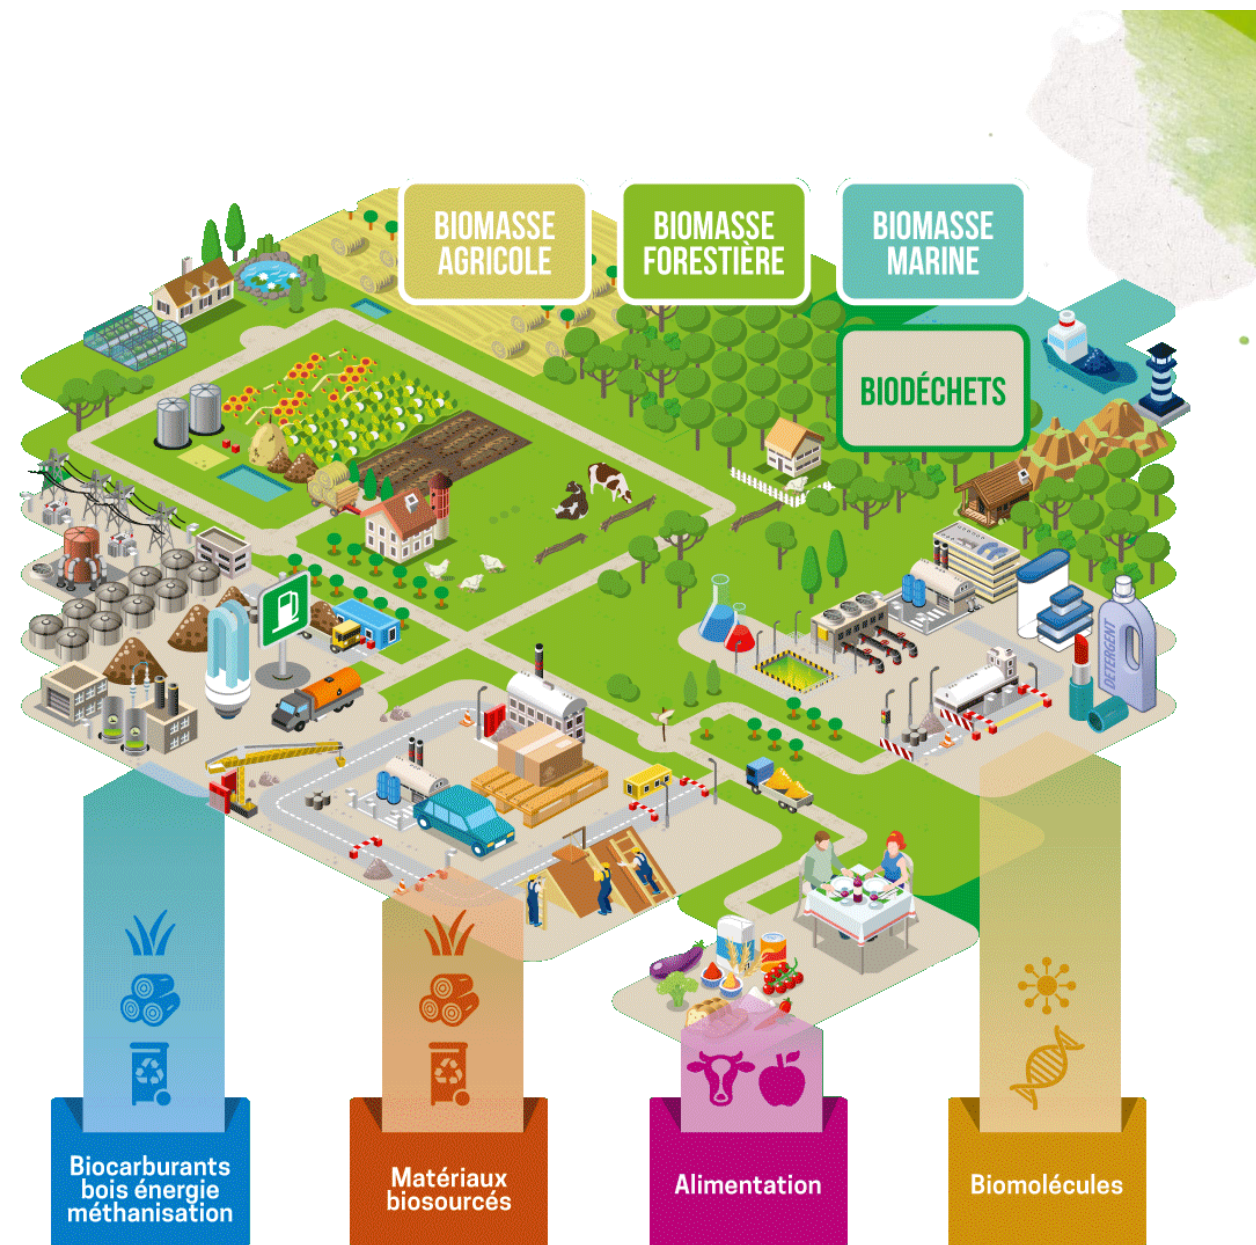 BIOMASSE
AGRICOLE
BIOMASSE
FORESTIÈRE
BIOMASSE
MARINE
BIODÉCHETS
DETERGENT
Biocarburants
bois énergie
méthanisation
Matériaux
biosourcés
Alimentation
Biomolécules